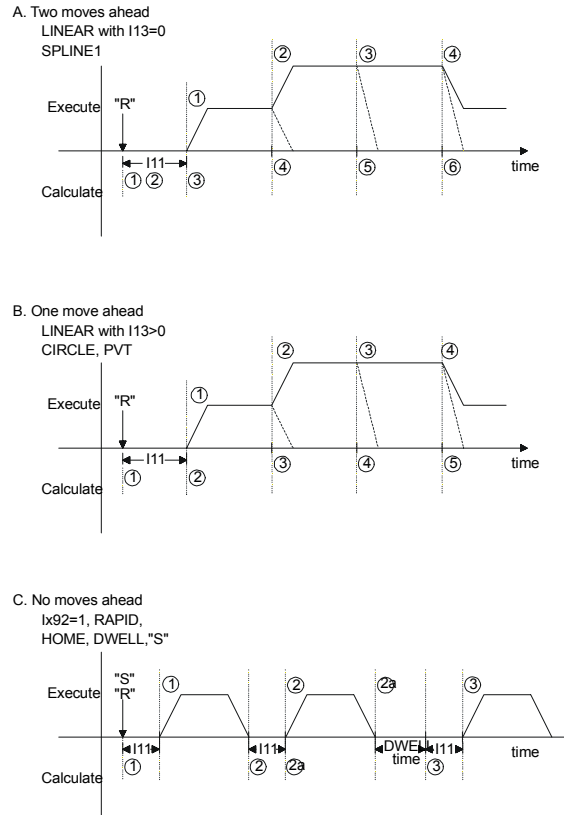 A. Two moves ahead
LINEAR with I13=0
SPLINE1
② ③ ④
Execute "R" ①
I11 time
① ② ③ ④ ⑤ ⑥
Calculate
B. One move ahead
LINEAR with I13>0
CIRCLE, PVT
② ③ ④
Execute "R" ①
I11 time
① ② ③ ④ ⑤
Calculate
C. No moves ahead
Ix92=1, RAPID,
HOME, DWELL,"S"
"S" ① ② 2a ③
Execute "R"
I11 I11 DWELL I11 time
time
① ② 2a ③
Calculate